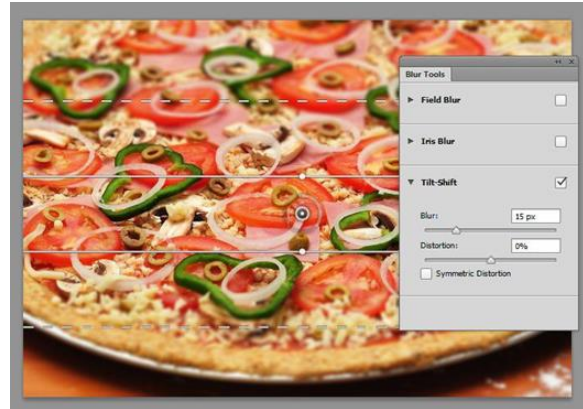 Blur Tools
Field Blur
Iris Blur
Tilt-Shift
Blur:
15 px
Distortion:
0%
Symmetric Distortion